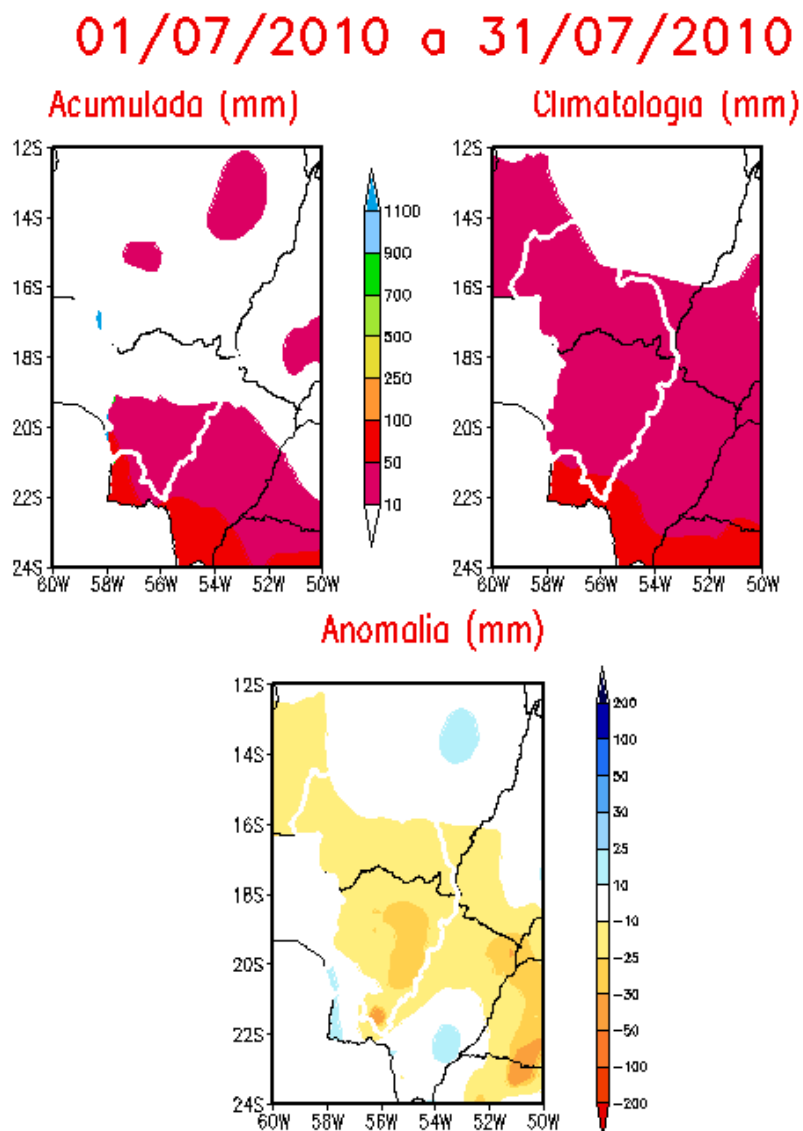 01/07/2010 a 31/07/2010
Acumulada (mm)
Climatologia (mm)
12S
14S
16S
18S
20S
22S
24S
60W 58W 56W 54W 52W 50W
1100
900
700
500
250
100
50
10
12S
14S
16S
18S
20S
22S
24S
60W 58W 56W 54W 52W 50W
Anomalia (mm)
12S
14S
16S
18S
20S
22S
24S
60W 58W 56W 54W 52W 50W
200
100
50
30
25
10
-10
-25
-30
-50
-100
-200